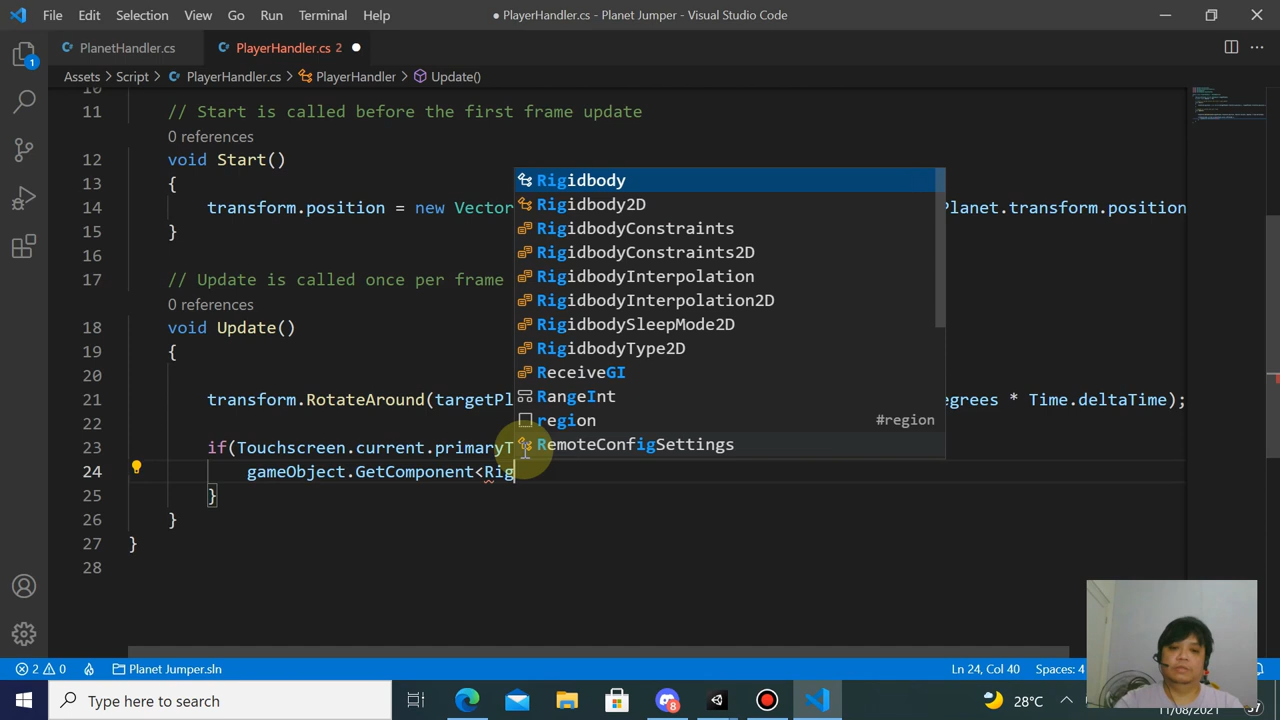 File Edit Selection View Go Run Terminal Help
● PlayerHandler.cs - Planet Jumper - Visual Studio Code
PlanetHandler.cs
PlayerHandler.cs 2
Assets > Script > PlayerHandler.cs > PlayerHandler > Update()
10
11 // Start is called before the first frame update
0 references
12 void Start()
13 {
14 transform.position = new Vector Planet.transform.position
15 }
16
17 // Update is called once per frame
0 references
18 void Update()
19 {
20
21 transform.RotateAround(targetPl egrees * Time.deltaTime);
22
23 if(Touchscreen.current.primaryT
24 gameObject.GetComponent<Rig
25 }
26 }
27 }
28
Rigidbody
Rigidbody2D
RigidbodyConstraints
RigidbodyConstraints2D
RigidbodyInterpolation
RigidbodyInterpolation2D
RigidbodySleepMode2D
RigidbodyType2D
ReceiveGI
RangeInt
region #region
RemoteConfigSettings
1
2 0 Planet Jumper.sln Ln 24, Col 40 Spaces: 4
Type here to search
8
28°C
11/08/2021
37